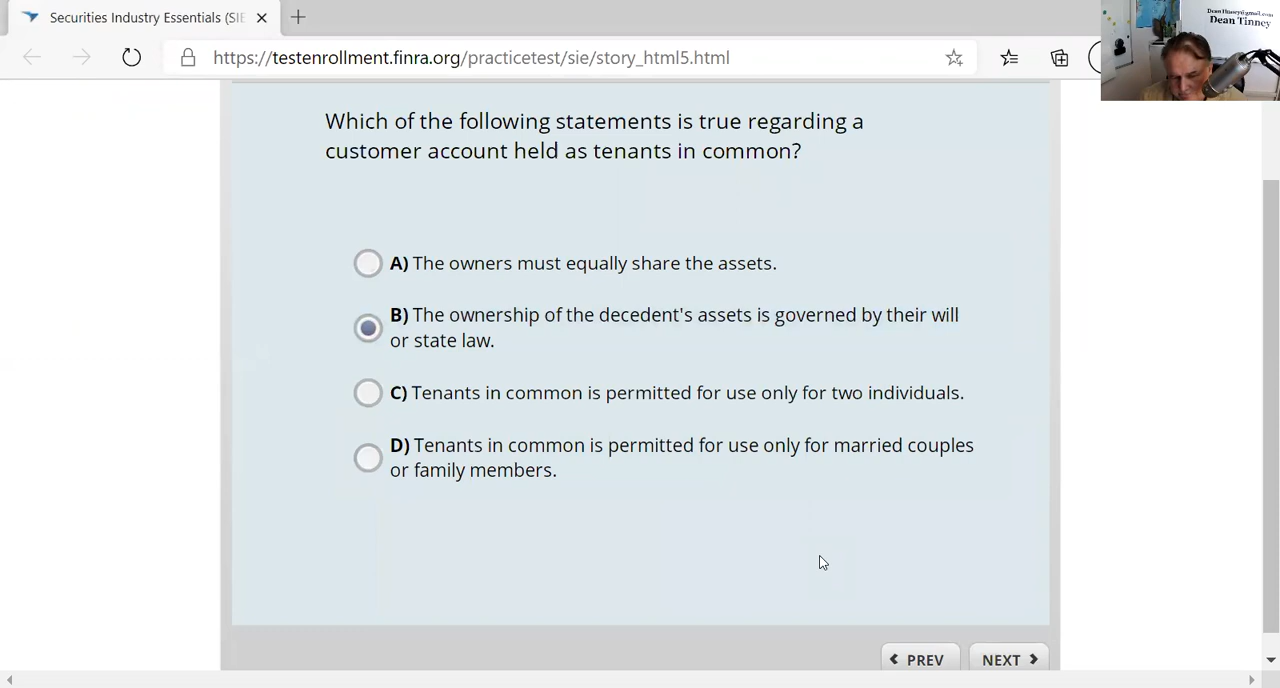 Securities Industry Essentials (SIE
https://testenrollment.finra.org/practicetest/sie/story_html5.html
Dean Tinney
Which of the following statements is true regarding a
customer account held as tenants in common?
A) The owners must equally share the assets.
B) The ownership of the decedent's assets is governed by their will
or state law.
C) Tenants in common is permitted for use only for two individuals.
D) Tenants in common is permitted for use only for married couples
or family members.
PREV
NEXT